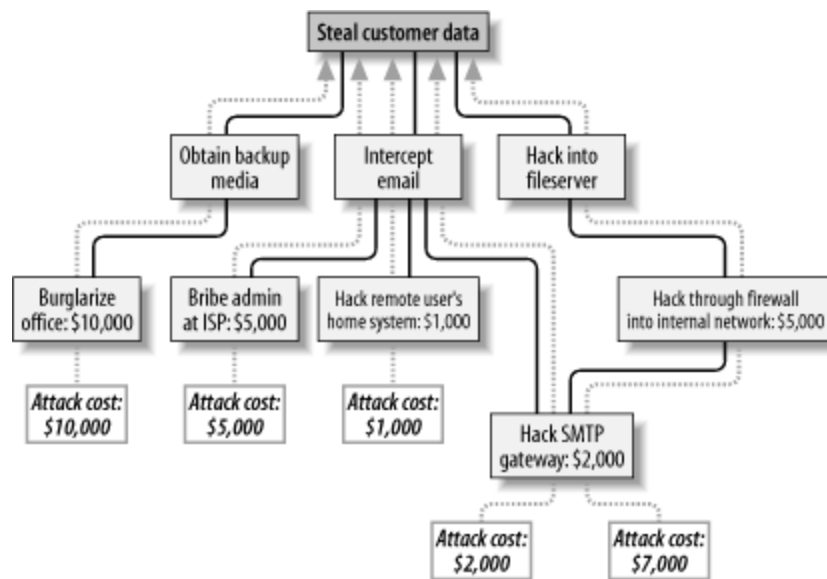 Steal customer data
Obtain backup
media
Intercept
email
Hack into
fileserver
Burglarize
office: $10,000
Bribe admin
at ISP: $5,000
Hack remote user's
home system: $1,000
Hack through firewall
into internal network: $5,000
Attack cost:
$10,000
Attack cost:
$5,000
Attack cost:
$1,000
Hack SMTP
gateway: $2,000
Attack cost:
$2,000
Attack cost:
$7,000